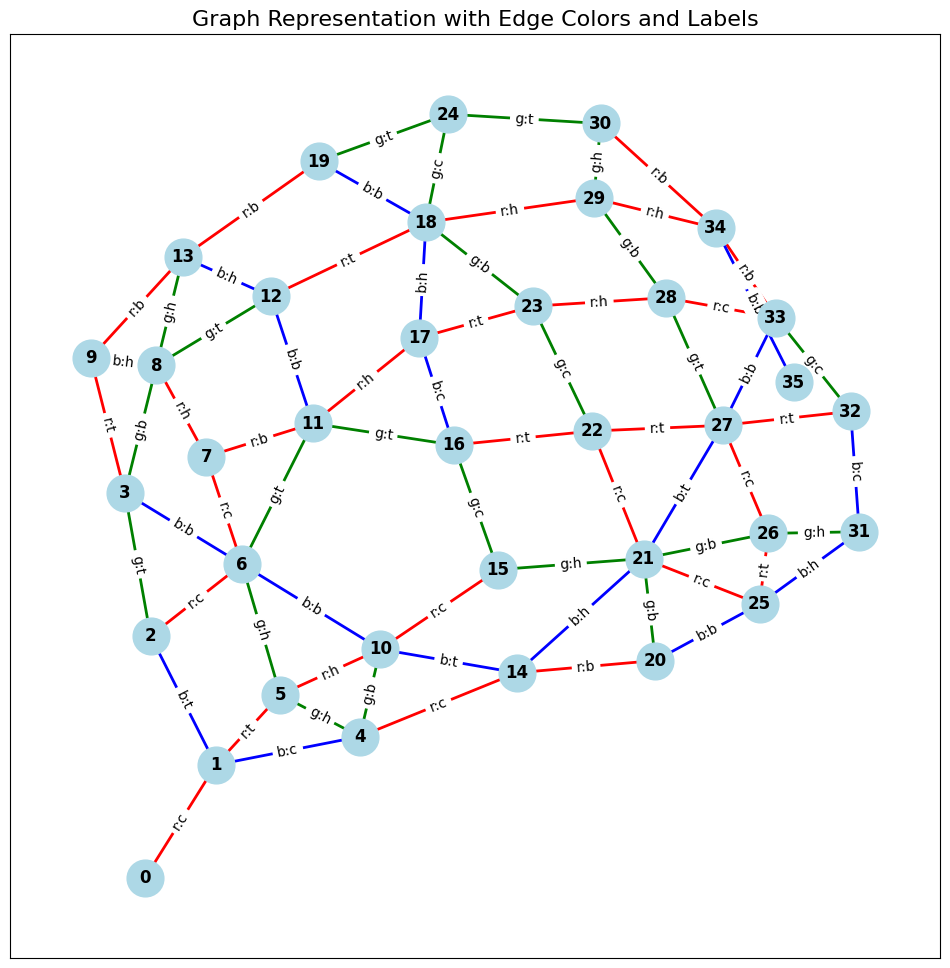 Graph Representation with Edge Colors and Labels
24
30
g:t
g:t
19
g:h
r:b
g:c
b:b
29
r:b
18
r:h
r:h
34
13
r:t
g:b
g:b
r:b
b:h
b:h
12
28
r:b
g:h
23
r:h
r:c
33
g:t
r:t
17
9
b:h
8
b:b
r:h
g:t
b:b
g:c
35
g:c
r:h
b:c
32
r:t
g:b
11
r:t
27
r:b
g:t
r:t
r:t
22
7
16
3
g:t
r:c
b:t
r:c
b:c
r:c
g:c
b:b
26
g:h
31
g:b
21
g:t
6
15
g:h
r:t
b:h
r:c
r:c
b:b
r:c
25
g:b
b:h
2
g:h
b:b
10
b:t
20
r:b
14
r:h
g:b
5
b:t
g:h
r:c
r:t
4
b:c
1
r:c
0